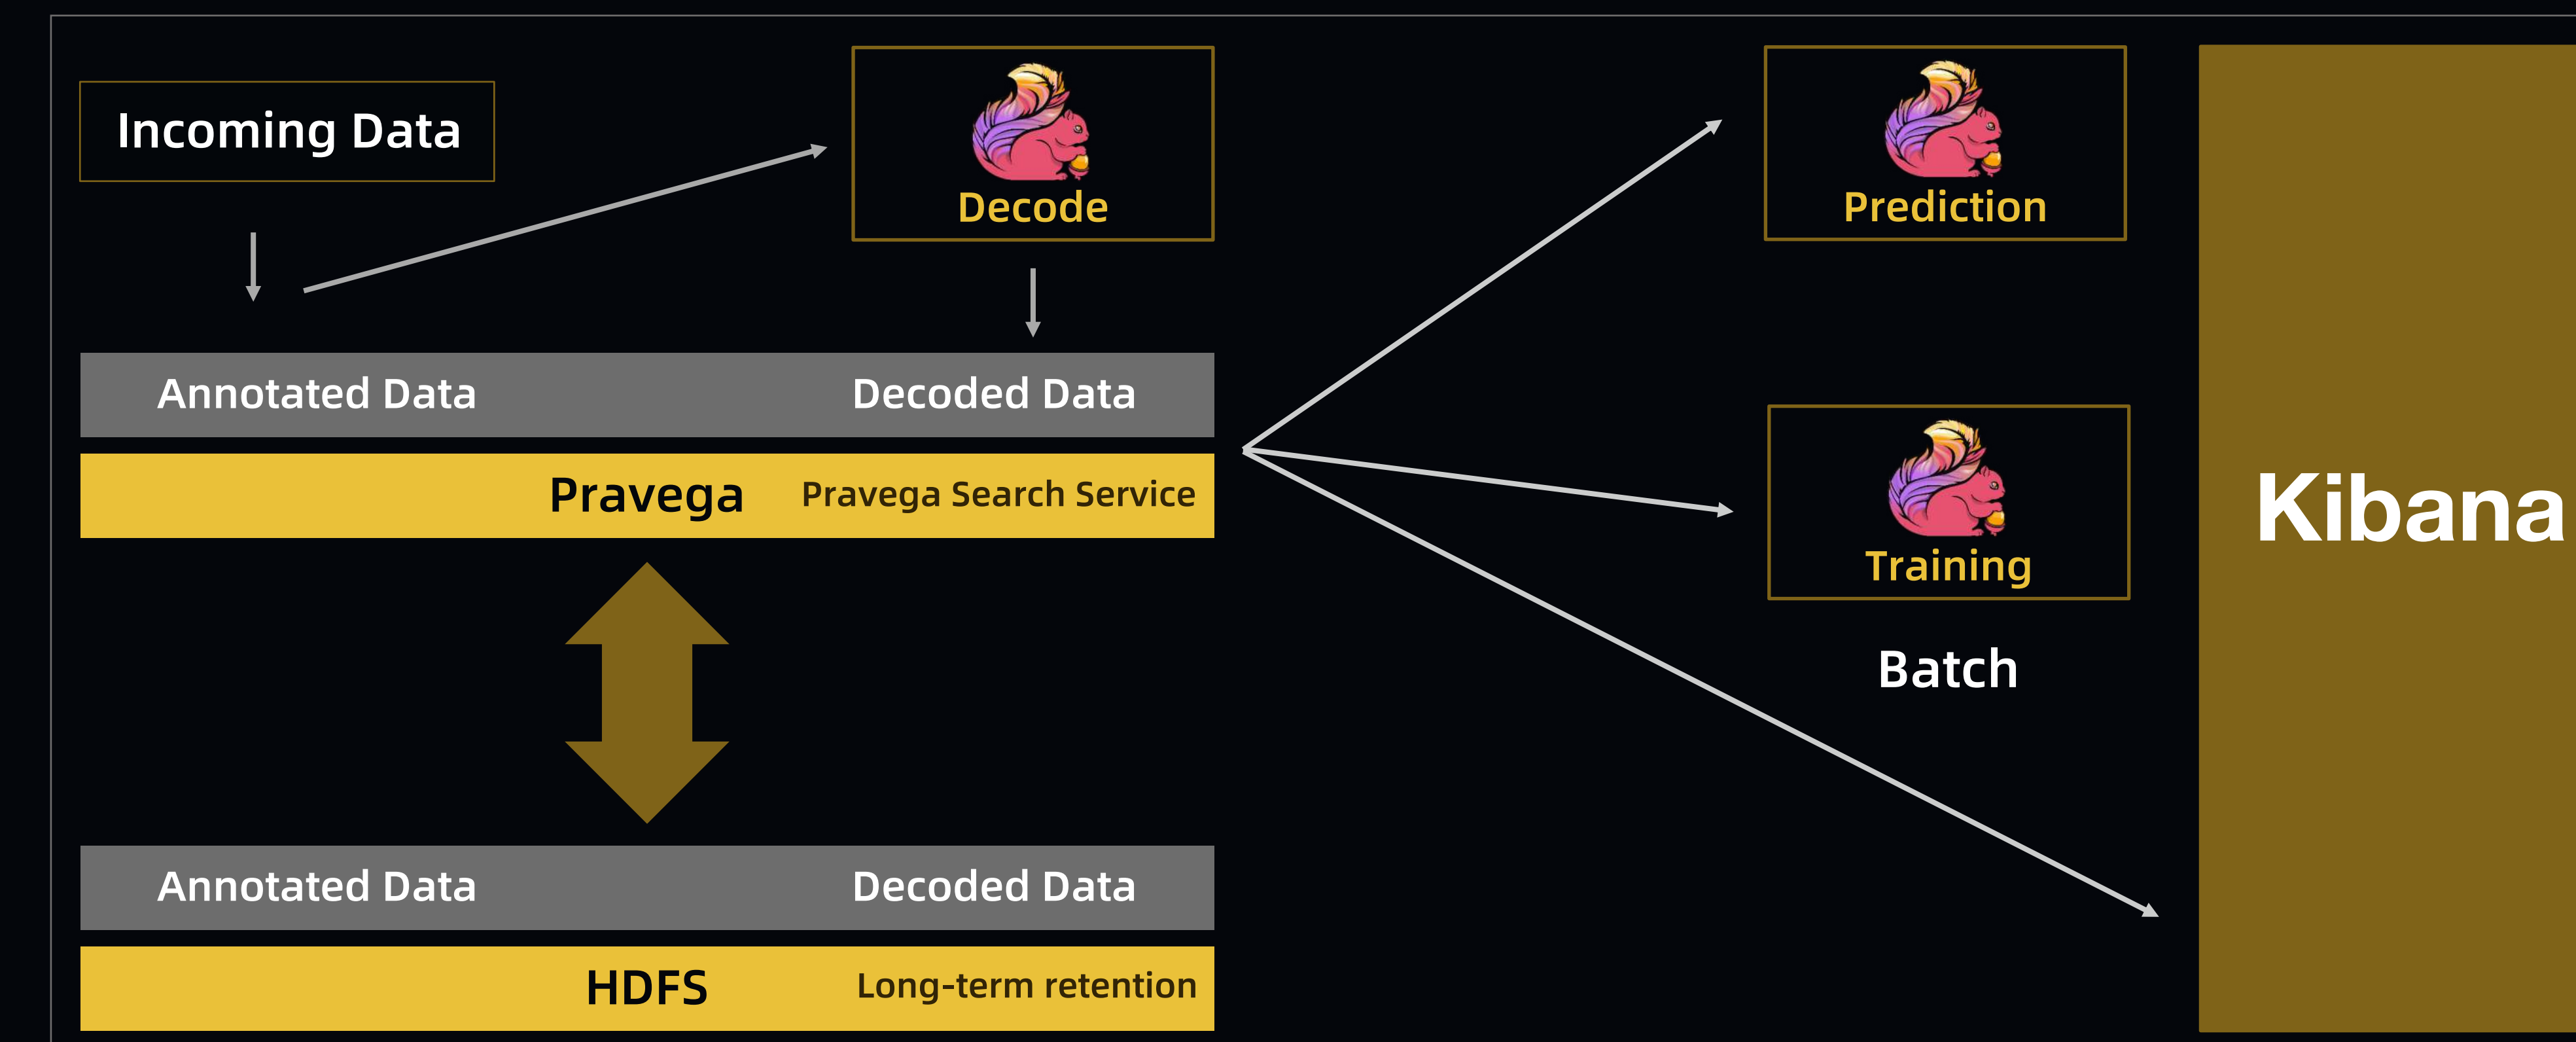 Incoming Data
Decode
Prediction
Annotated Data
Decoded Data
Pravega
Pravega Search Service
Training
Batch
Kibana
Annotated Data
Decoded Data
HDFS
Long-term retention